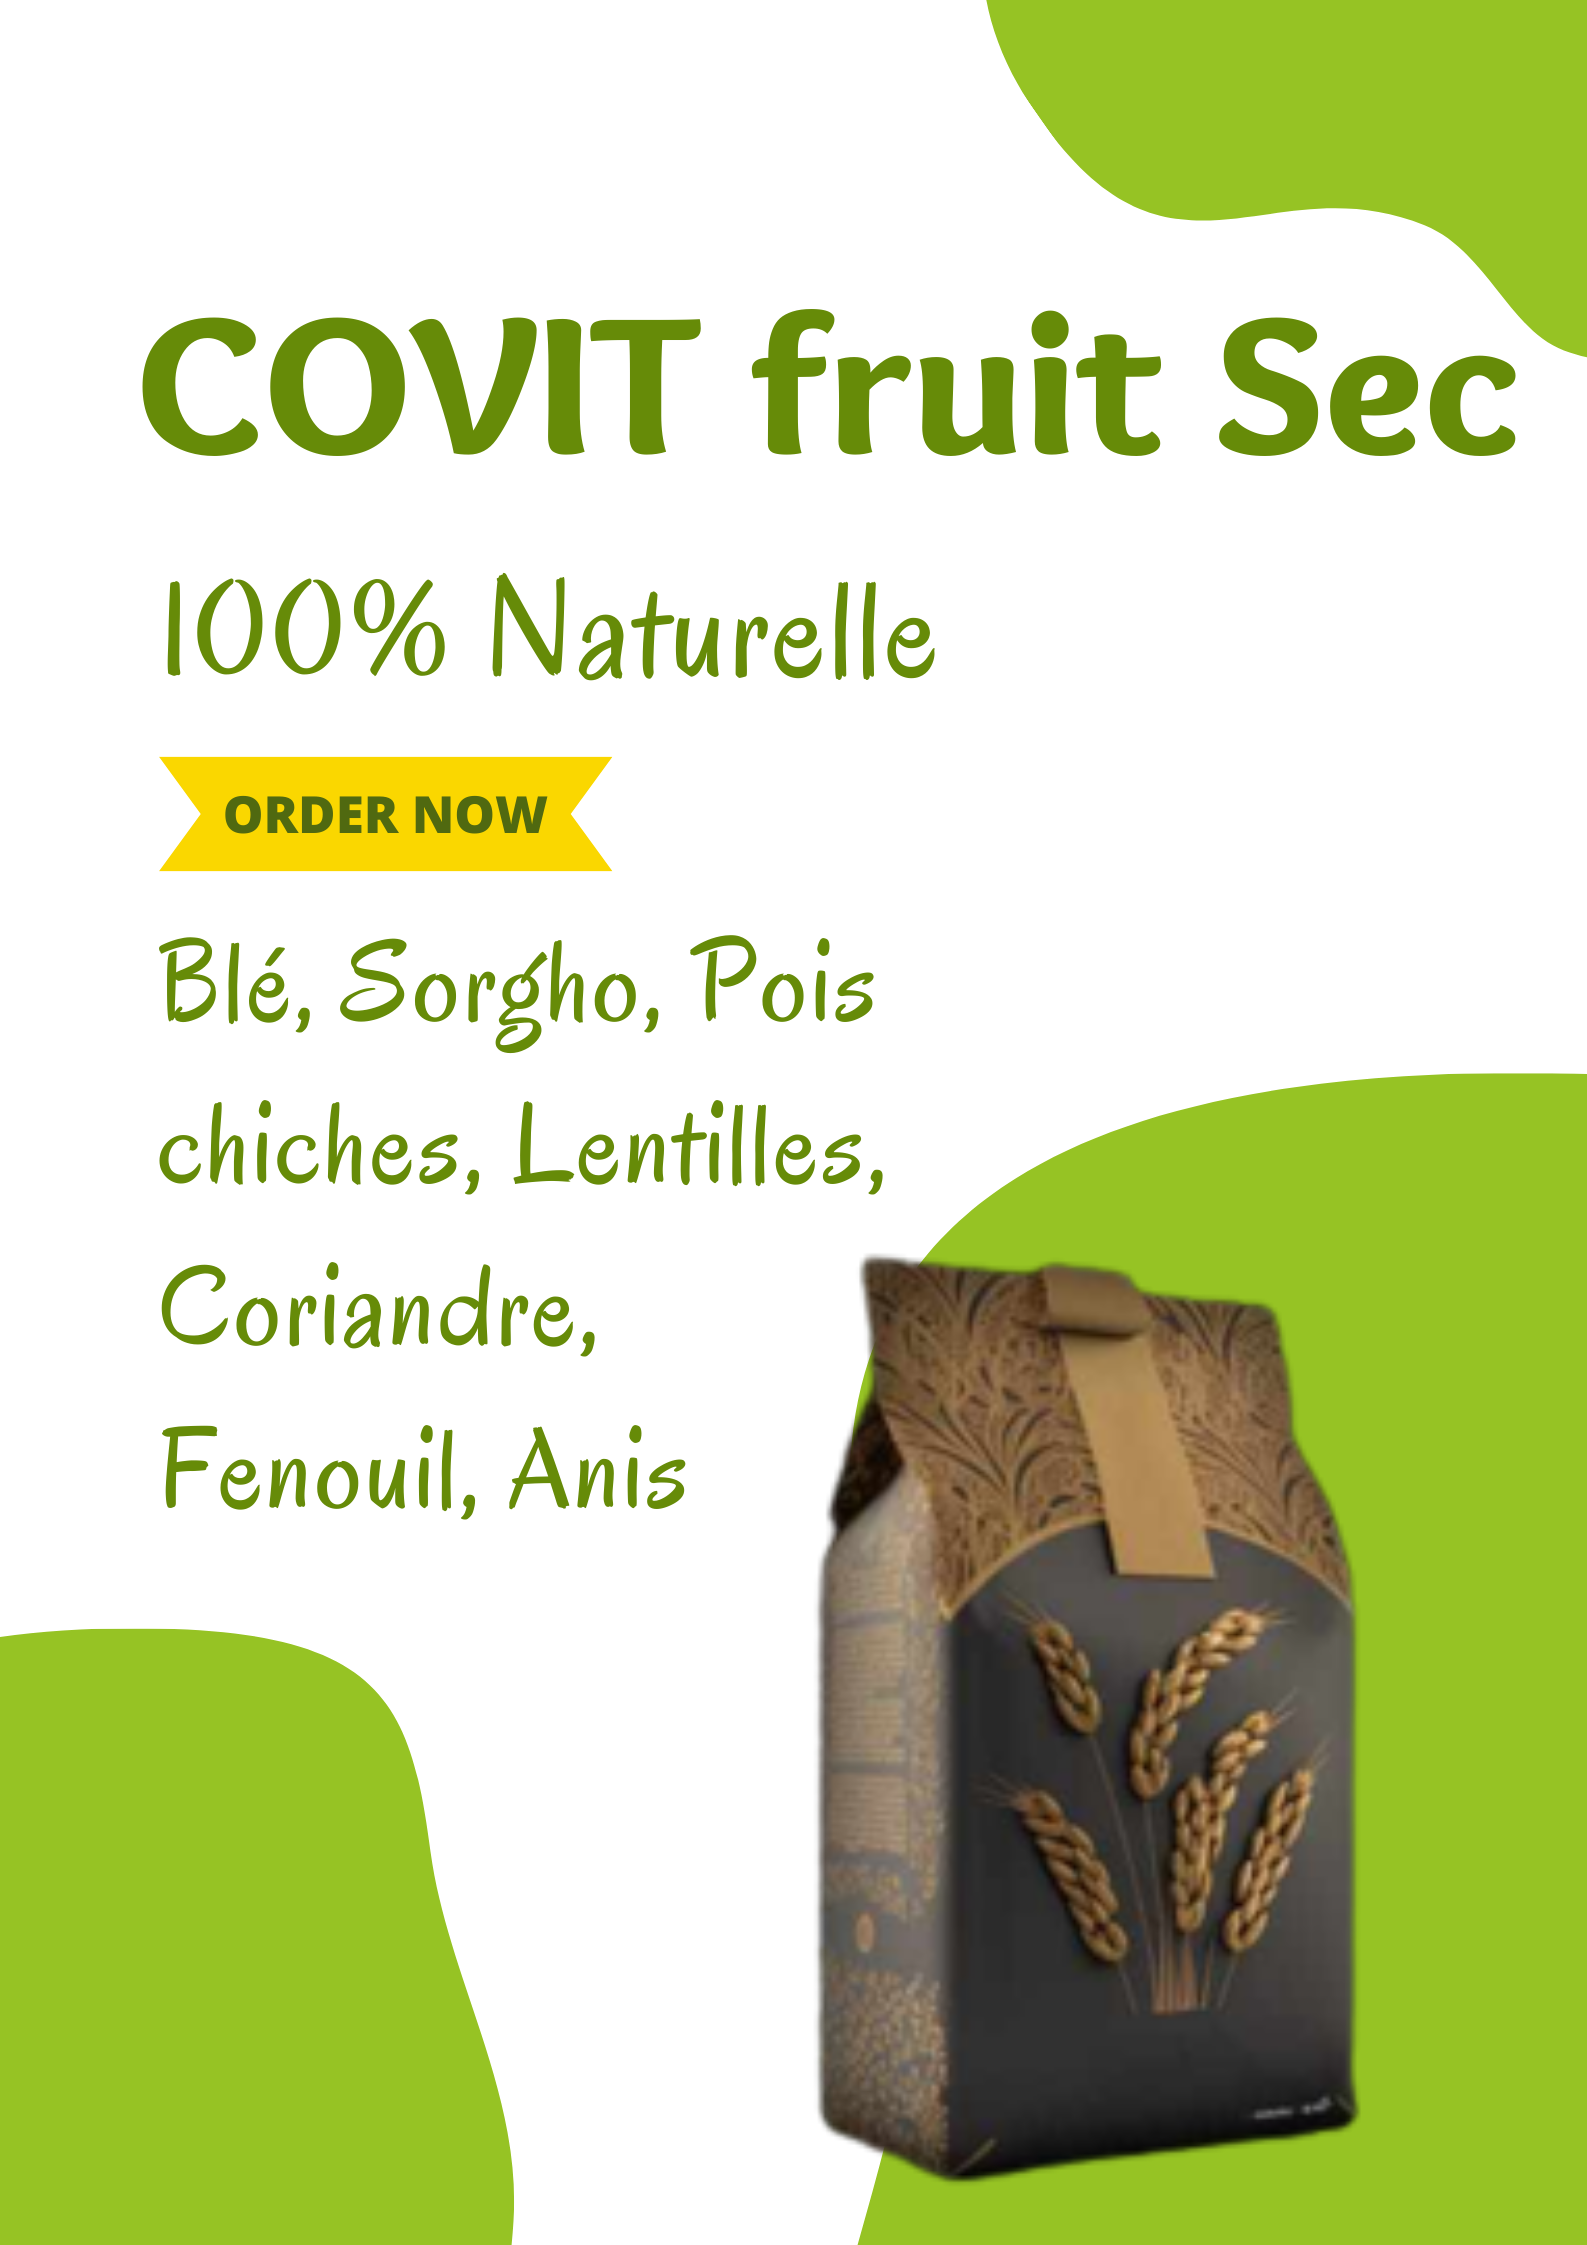 COVIT fruit Sec
100% Naturelle
ORDER NOW
Blé, Sorgho, Pois
chiches, Lentilles,
Coriandre,
Fenouil, Anis